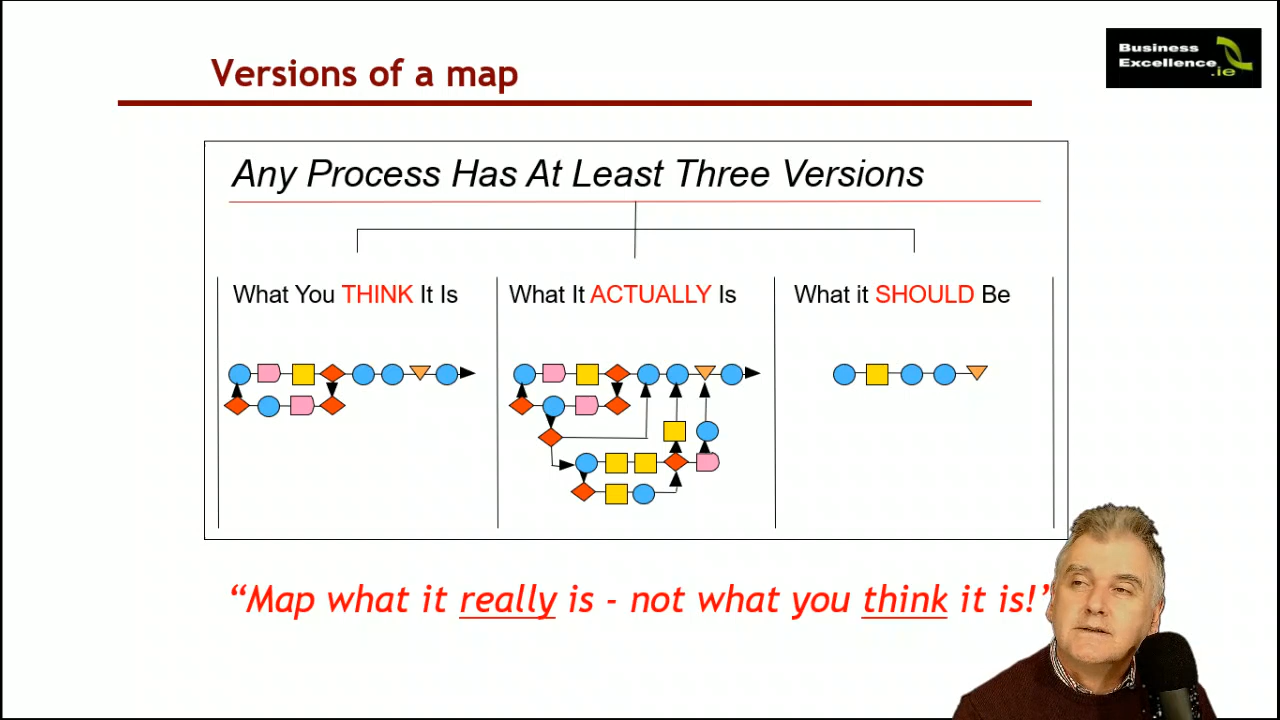 Versions of a map
Business
Excellence
.ie
Any Process Has At Least Three Versions
What You THINK It Is
What It ACTUALLY Is
What it SHOULD Be
“Map what it really is - not what you think it is!”